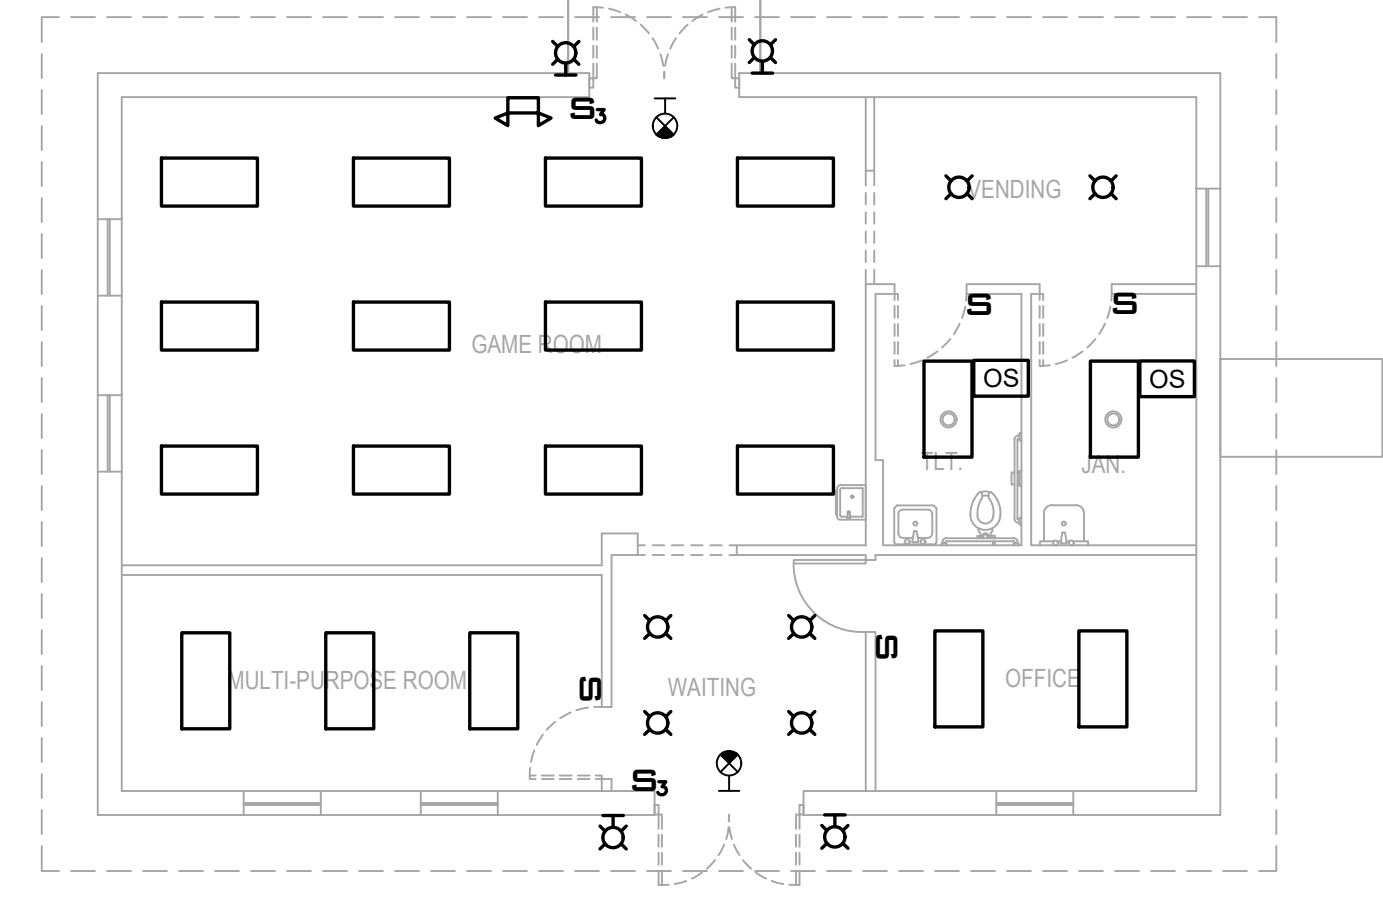 S3
VENDING
S
S
GAME ROOM
OS
OS
TLT.
JAN.
S
MULTI-PURPOSE ROOM
S
WAITING
OFFICE
S3